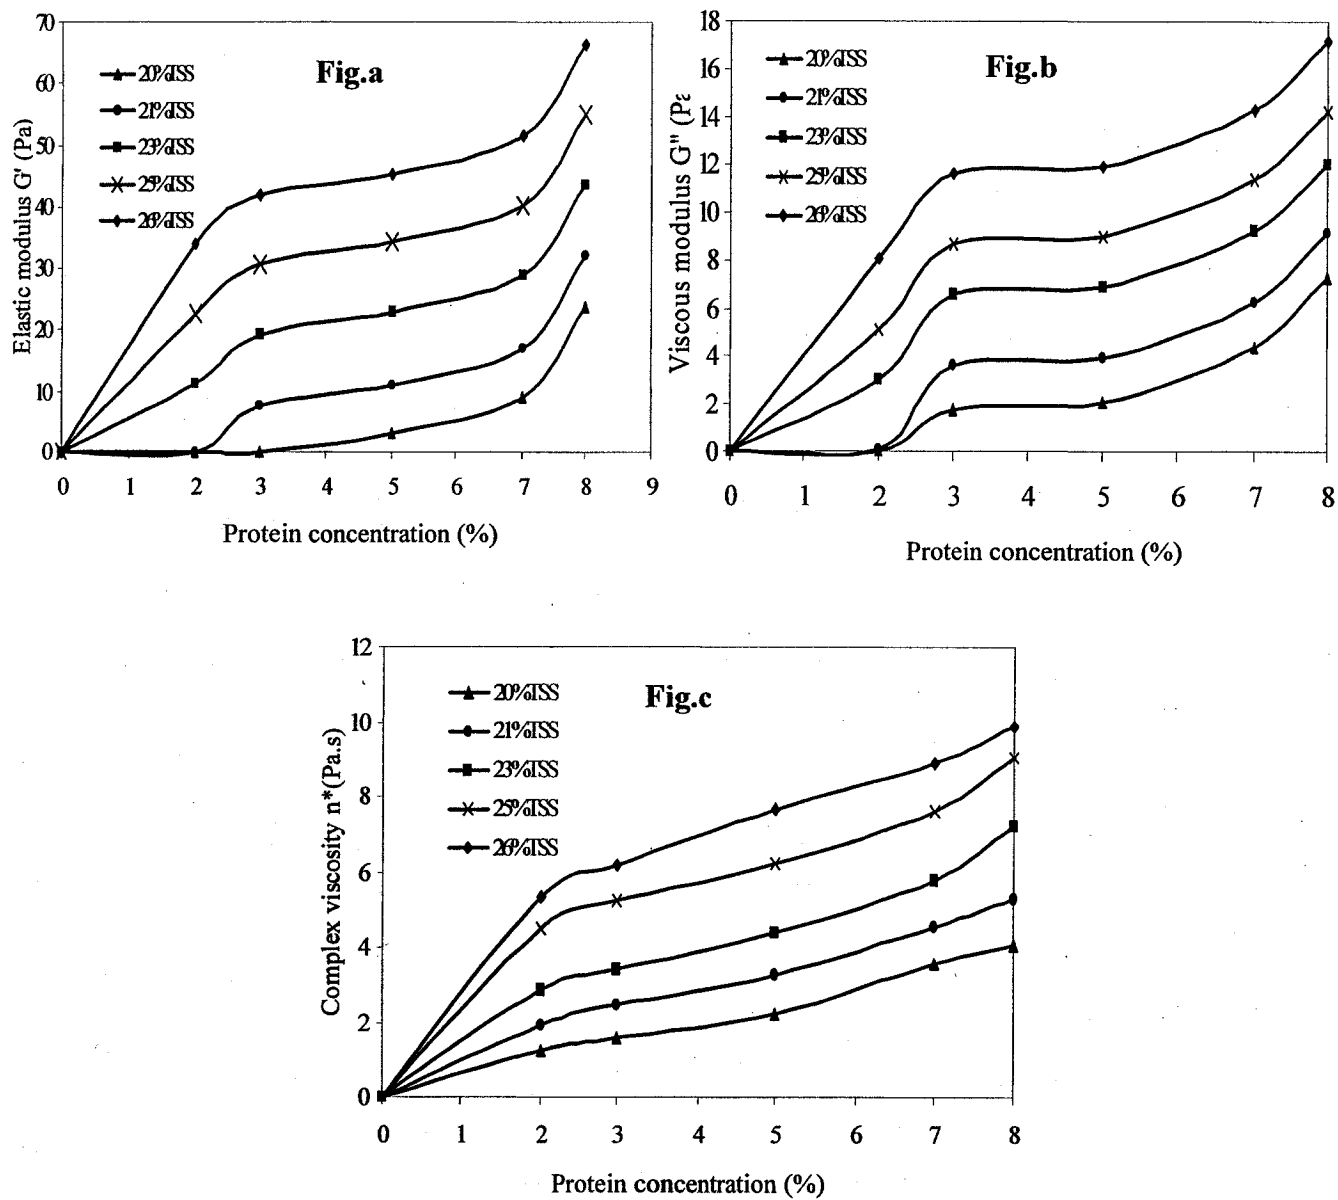 Fig.a
Elastic modulus G' (Pa)
70
60
50
40
30
20
10
0
20%TSS
21%TSS
23%TSS
25%TSS
26%TSS
0 1 2 3 5 6 7 8 9
Protein concentration (%)
Fig.b
Viscous modulus G" (Pa
18
16
14
12
10
8
6
4
2
0
20%TSS
21%TSS
23%TSS
25%TSS
26%TSS
0 1 2 3 5 6 7 8
Protein concentration (%)
Fig.c
Complex viscosity n*(Pa.s)
12
10
8
6
4
2
0
20%TSS
21%TSS
23%TSS
25%TSS
26%TSS
0 1 2 3 5 6 7 8
Protein concentration (%)